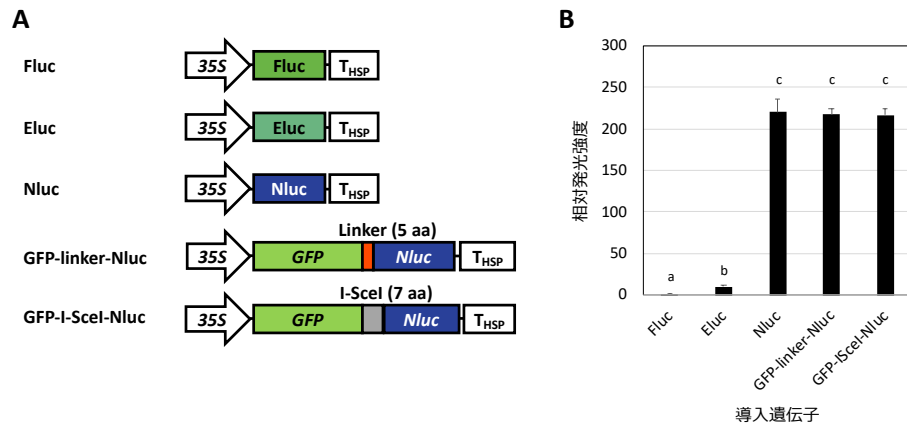 A
Fluc
35S
Fluc
THSP
Eluc
35S
Eluc
THSP
Nluc
35S
Nluc
THSP
Linker (5 aa)
GFP-linker-Nluc
35S
GFP
Nluc
THSP
I-SceI (7 aa)
GFP-I-SceI-Nluc
35S
GFP
Nluc
THSP
B
相対発光強度
300
250
200
150
100
50
0
a
b
c
c
c
Fluc
Eluc
Nluc
GFP-linker-Nluc
GFP-ISceI-Nluc
導入遺伝子